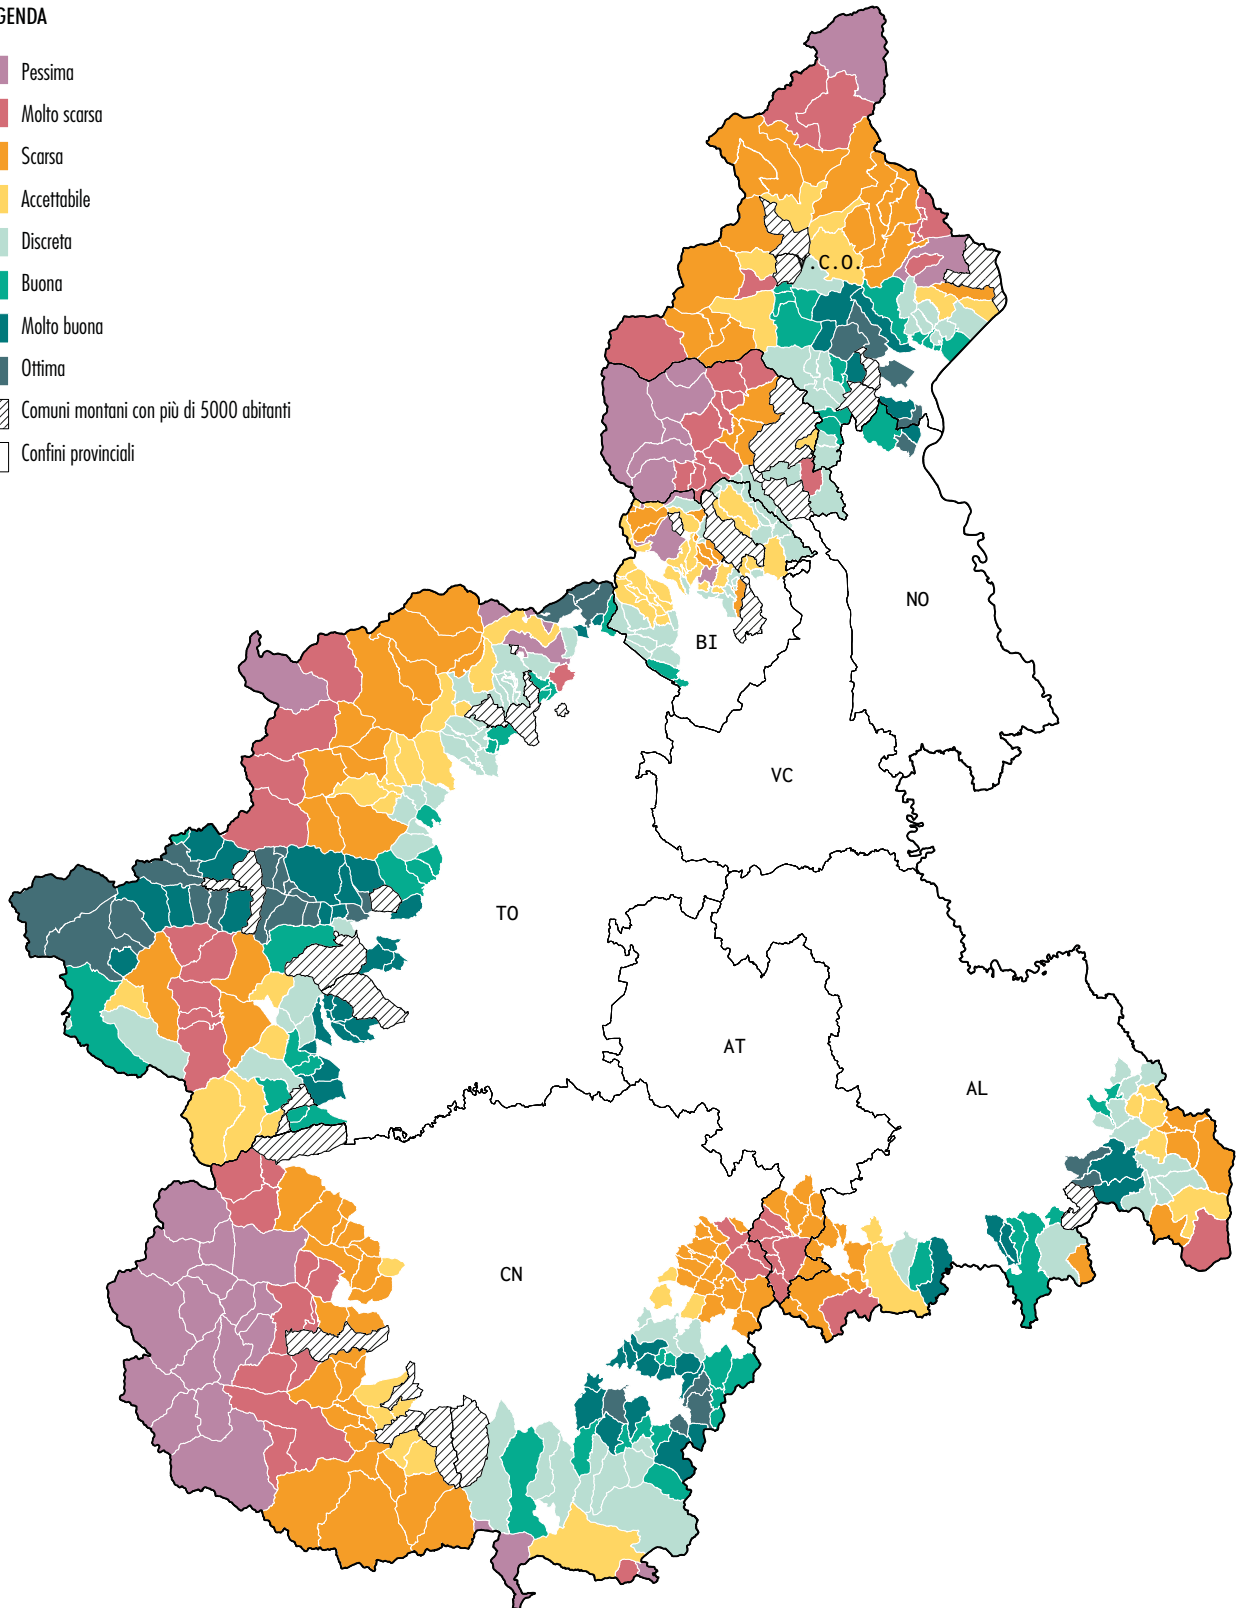 GENDA
Pessima
Molto scarsa
Scarsa
Accettabile
Discreta
Buona
Molto buona
Ottima
Comuni montani con più di 5000 abitanti
Confini provinciali
.C.O.
NO
BI
VC
TO
AT
AL
CN